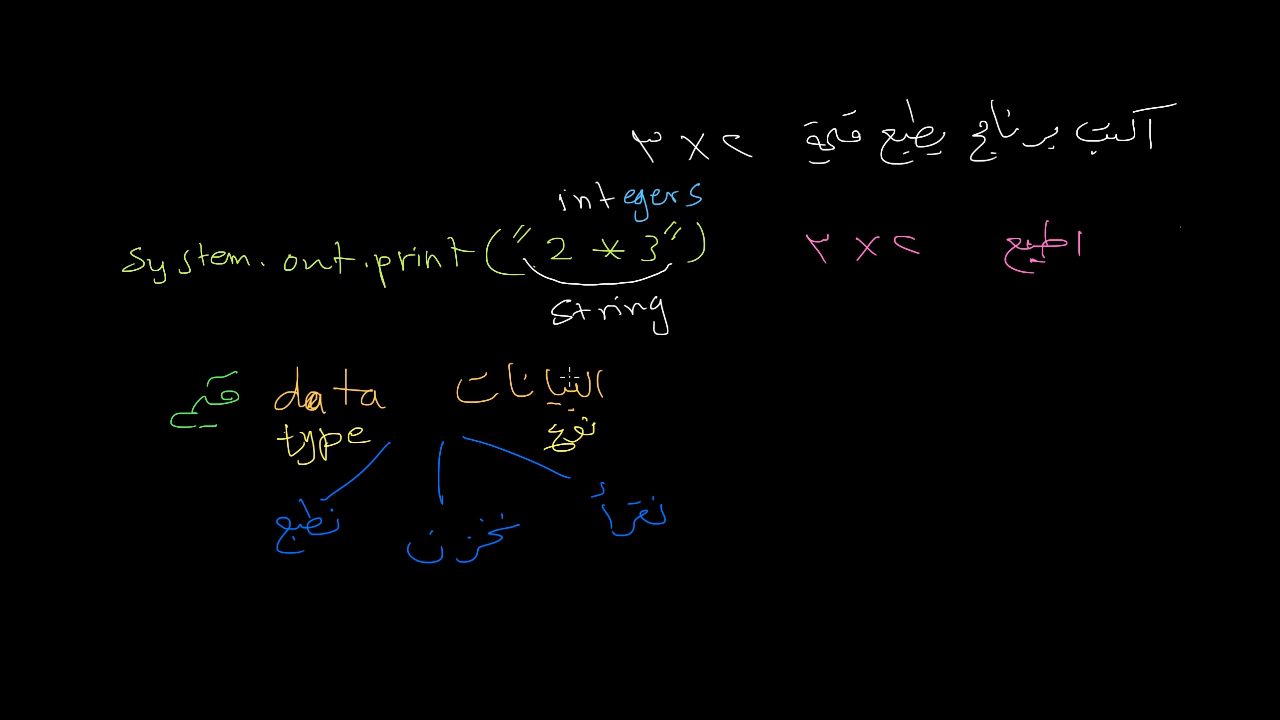 اكتب برنامج يطبع قيمة ٢ × ٣
integers
System.out.print("2 * 3") اطبع ٢ × ٣
string
قيم data البيانات
type نوع
نطبع نخزن نقرأ